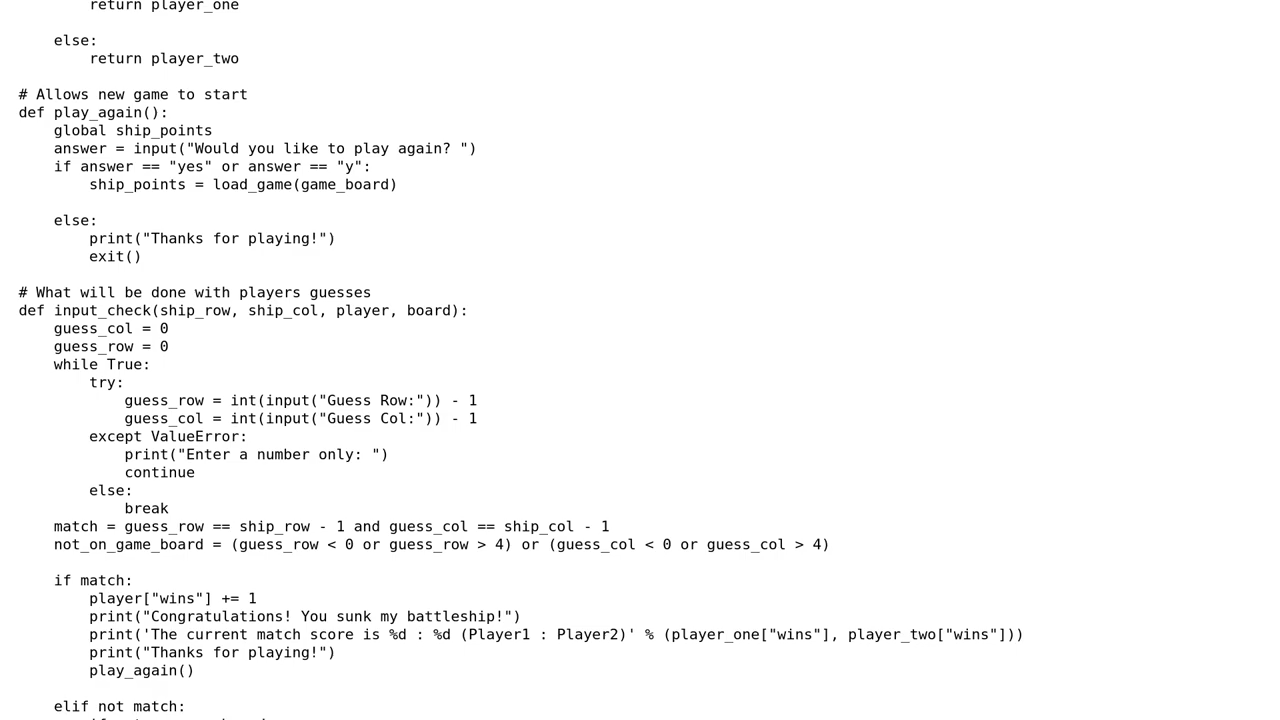 return player_one

    else:
        return player_two

# Allows new game to start
def play_again():
    global ship_points
    answer = input("Would you like to play again? ")
    if answer == "yes" or answer == "y":
        ship_points = load_game(game_board)

    else:
        print("Thanks for playing!")
        exit()

# What will be done with players guesses
def input_check(ship_row, ship_col, player, board):
    guess_col = 0
    guess_row = 0
    while True:
        try:
            guess_row = int(input("Guess Row:")) - 1
            guess_col = int(input("Guess Col:")) - 1
        except ValueError:
            print("Enter a number only: ")
            continue
        else:
            break
    match = guess_row == ship_row - 1 and guess_col == ship_col - 1
    not_on_game_board = (guess_row < 0 or guess_row > 4) or (guess_col < 0 or guess_col > 4)

    if match:
        player["wins"] += 1
        print("Congratulations! You sunk my battleship!")
        print('The current match score is %d : %d (Player1 : Player2)' % (player_one["wins"], player_two["wins"]))
        print("Thanks for playing!")
        play_again()

    elif not match: